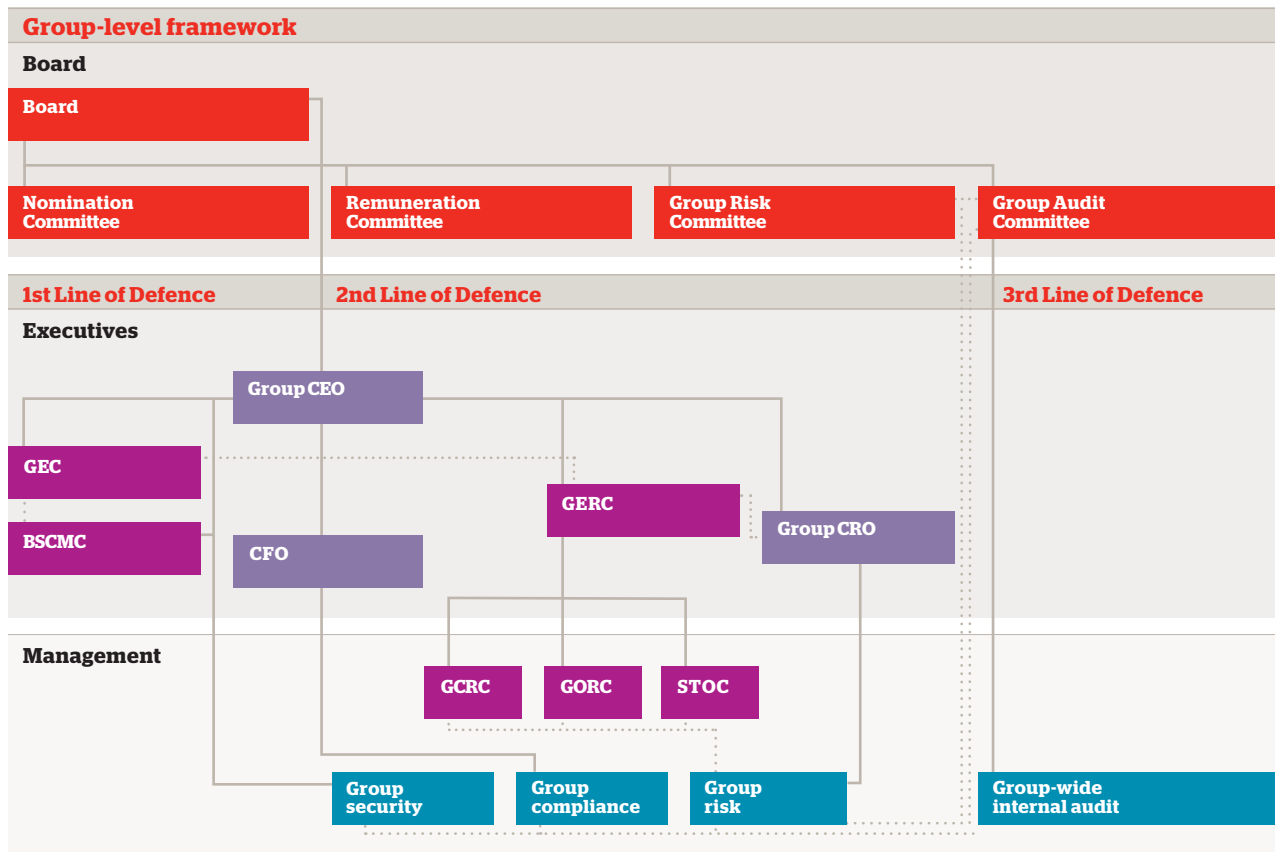 Group-level framework
Board
Board
Nomination
Committee
Remuneration
Committee
Group Risk
Committee
Group Audit
Committee
1st Line of Defence
2nd Line of Defence
3rd Line of Defence
Executives
Group CEO
GEC
GERC
BSCMC
Group CRO
CFO
Management
GCRC
GORC
STOC
Group
security
Group
compliance
Group
risk
Group-wide
internal audit